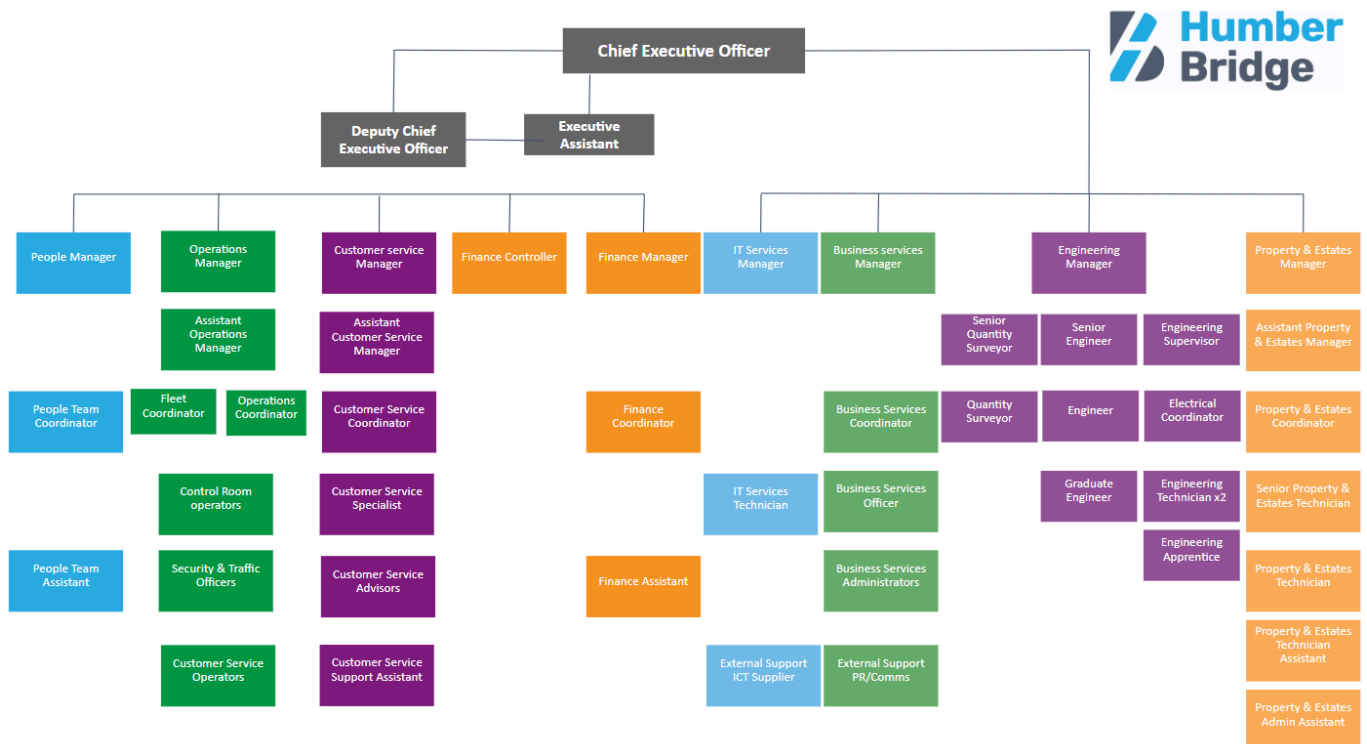 Humber
Bridge
Chief Executive Officer
Deputy Chief
Executive Officer
Executive
Assistant
People Manager
Operations
Manager
Customer service
Manager
Finance Controller
Finance Manager
IT Services
Manager
Business services
Manager
Engineering
Manager
Property & Estates
Manager
Assistant
Operations
Manager
Assistant
Customer Service
Manager
Senior
Quantity
Surveyor
Senior
Engineer
Engineering
Supervisor
Assistant Property
& Estates Manager
People Team
Coordinator
Fleet
Coordinator
Operations
Coordinator
Customer Service
Coordinator
Finance
Coordinator
Business Services
Coordinator
Quantity
Surveyor
Engineer
Electrical
Coordinator
Property & Estates
Coordinator
Control Room
operators
Customer Service
Specialist
IT Services
Technician
Business Services
Officer
Graduate
Engineer
Engineering
Technician x2
Senior Property &
Estates Technician
People Team
Assistant
Security & Traffic
Officers
Customer Service
Advisors
Finance Assistant
Business Services
Administrators
Engineering
Apprentice
Property & Estates
Technician
Customer Service
Operators
Customer Service
Support Assistant
External Support
ICT Supplier
External Support
PR/Comms
Property & Estates
Technician
Assistant
Property & Estates
Admin Assistant